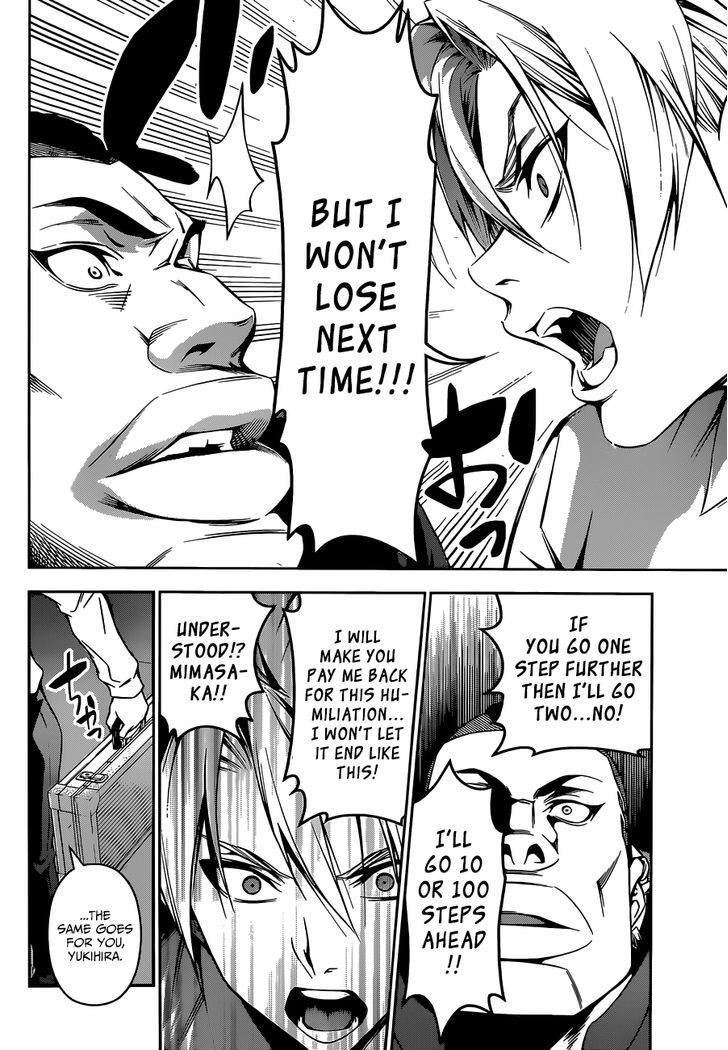 BUT I
WON'T
LOSE
NEXT
TIME!!!
おっ
IF
YOU GO ONE
STEP FURTHER
THEN I'LL GO
TWO...NO!
I'LL
GO 10
OR 100
STEPS
AHEAD
!!
I WILL
MAKE YOU
PAY ME BACK
FOR THIS HU-
MILIATION...
I WON'T LET
IT END LIKE
THIS!
UNDER-
STOOD!?
MIMASA-
KA!!
...THE
SAME GOES
FOR YOU,
YUKIHIRA.